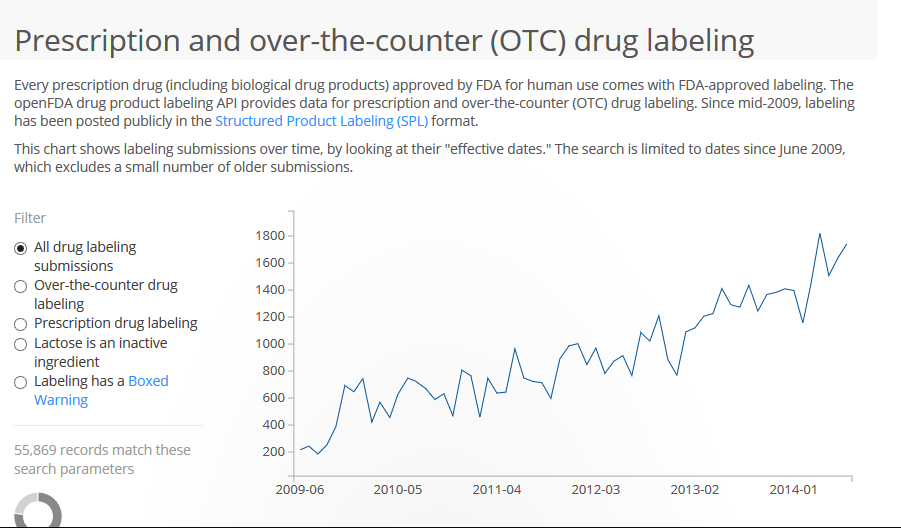 Prescription and over-the-counter (OTC) drug labeling
Every prescription drug (including biological drug products) approved by FDA for human use comes with FDA-approved labeling. The
openFDA drug product labeling API provides data for prescription and over-the-counter (OTC) drug labeling. Since mid-2009, labeling
has been posted publicly in the Structured Product Labeling (SPL) format.
This chart shows labeling submissions over time, by looking at their "effective dates." The search is limited to dates since June 2009,
which excludes a small number of older submissions.
Filter
All drug labeling
submissions
Over-the-counter drug
labeling
Prescription drug labeling
Lactose is an inactive
ingredient
Labeling has a Boxed
Warning
55,869 records match these
search parameters
1800
1600
1400
1200
1000
800
600
400
200
2009-06 2010-05 2011-04 2012-03 2013-02 2014-01